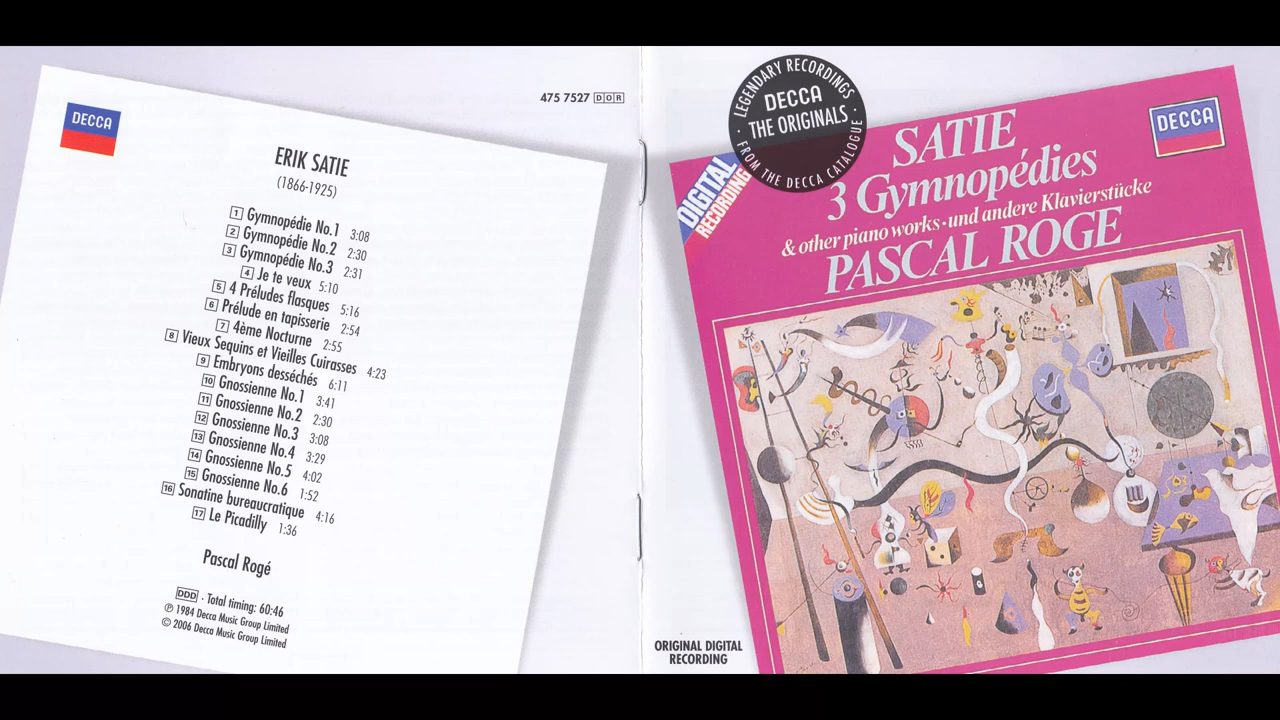 475 7527 DOR
DECCA
ERIK SATIE
(1866-1925)
1 Gymnopédie No.1 3:08
2 Gymnopédie No.2 2:30
3 Gymnopédie No.3 2:31
4 Je te veux 5:10
5 4 Préludes flasques 5:16
6 Prélude en tapisserie 2:54
7 4ème Nocturne 2:55
8 Vieux Sequins et Vieilles Cuirasses 4:23
9 Embryons desséchés 6:11
10 Gnossienne No.1 3:41
11 Gnossienne No.2 2:30
12 Gnossienne No.3 3:08
13 Gnossienne No.4 3:29
14 Gnossienne No.5 4:02
15 Gnossienne No.6 1:52
16 Sonatine bureaucratique 4:16
17 Le Picadilly 1:36
Pascal Rogé
DDD · Total timing: 60:46
℗ 1984 Decca Music Group Limited
© 2006 Decca Music Group Limited
LEGENDARY RECORDINGS
DECCA
THE ORIGINALS
FROM THE DECCA CATALOGUE
DIGITAL
RECORDING
DECCA
SATIE
3 Gymnopédies
& other piano works · und andere Klavierstücke
PASCAL ROGE
ORIGINAL DIGITAL
RECORDING